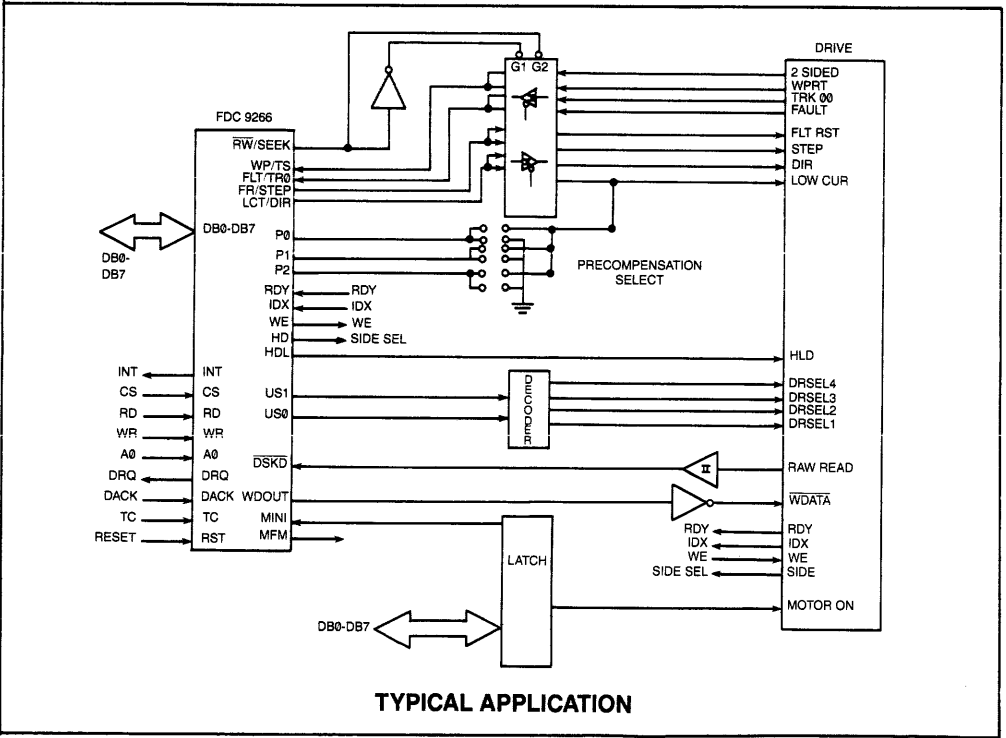 DRIVE
G1 G2
2 SIDED
WPRT
TRK 00
FAULT
FLT RST
STEP
DIR
LOW CUR
FDC 9266
R̅W̅/SEEK
WP/TS
FLT/TR0
FR/STEP
LCT/DIR
DB0-DB7
DB0-
DB7
P0
P1
P2
PRECOMPENSATION
SELECT
RDY
RDY
IDX
IDX
WE
WE
HD
SIDE SEL
HDL
HLD
INT
INT
CS
CS
RD
RD
WR
WR
A0
A0
DRQ
DRQ
DACK
DACK
TC
TC
RESET
RST
US1
US0
DECODER
DRSEL4
DRSEL3
DRSEL2
DRSEL1
D̅S̅K̅D̅
RAW READ
WDOUT
W̅D̅A̅T̅A̅
MINI
MFM
LATCH
RDY
RDY
IDX
IDX
WE
WE
SIDE SEL
SIDE
MOTOR ON
DB0-DB7
TYPICAL APPLICATION